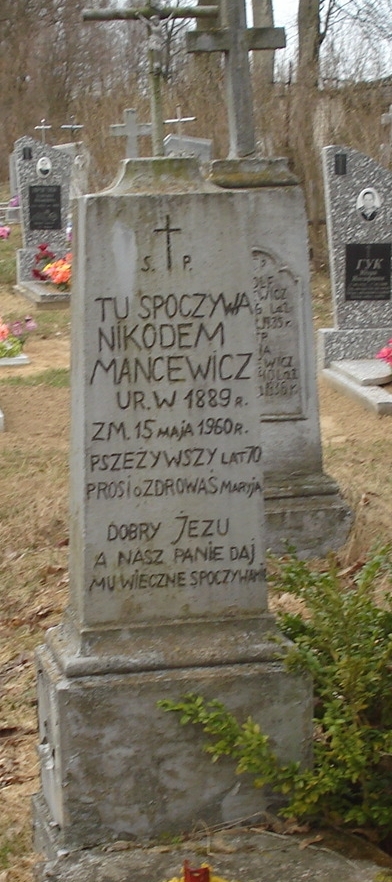 S. P.
TU SPOCZYWA
NIKODEM
MANCEWICZ
UR. W 1889 R.
ZM. 15 MAJA 1960 R.
PSZEŻYWSZY LAT 70
PROSI O ZDROWAŚ MARYJA
DOBRY JEZU
A NASZ PANIE DAJ
MU WIECZNE SPOCZYWANIE
ГУК